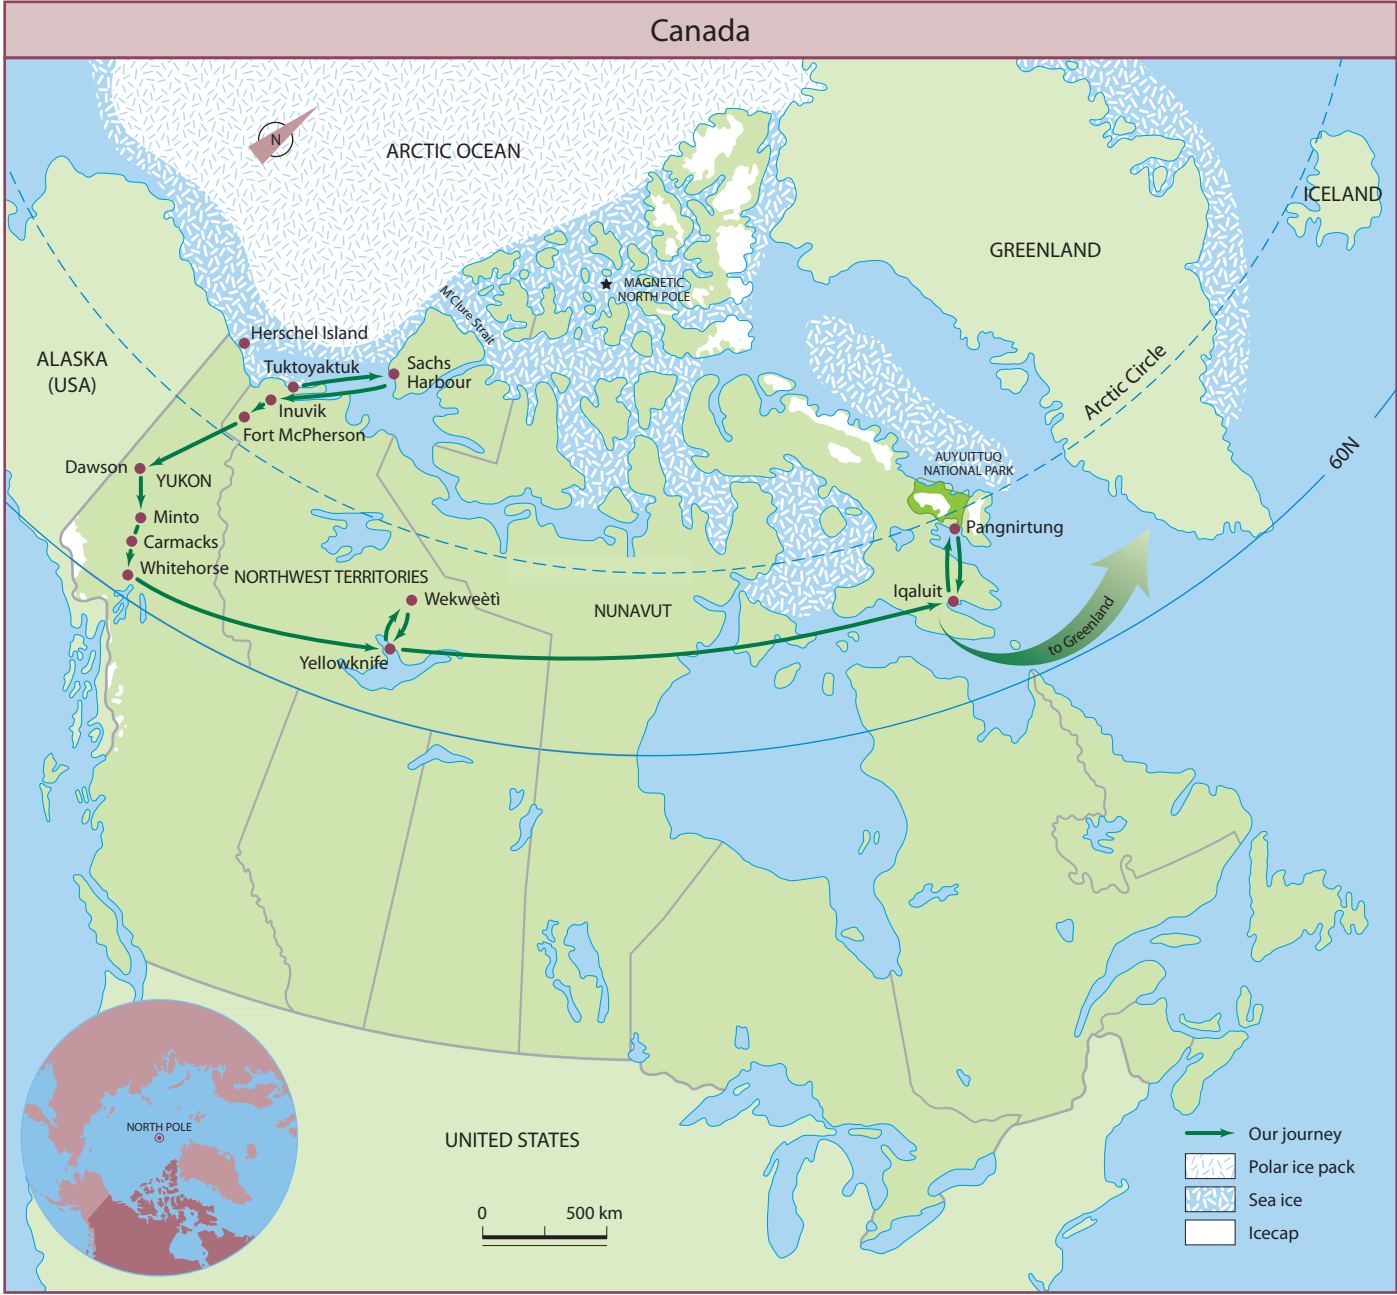 Canada
N
ARCTIC OCEAN
ICELAND
GREENLAND
MAGNETIC
NORTH POLE
M'Clure Strait
Herschel Island
ALASKA
(USA)
Tuktoyaktuk
Sachs
Harbour
Arctic Circle
Inuvik
Fort McPherson
60N
AUYUITTUQ
NATIONAL PARK
Dawson
YUKON
Minto
Pangnirtung
Carmacks
Whitehorse
NORTHWEST TERRITORIES
Wekweètì
NUNAVUT
Iqaluit
to Greenland
Yellowknife
NORTH POLE
UNITED STATES
0 500 km
Our journey
Polar ice pack
Sea ice
Icecap